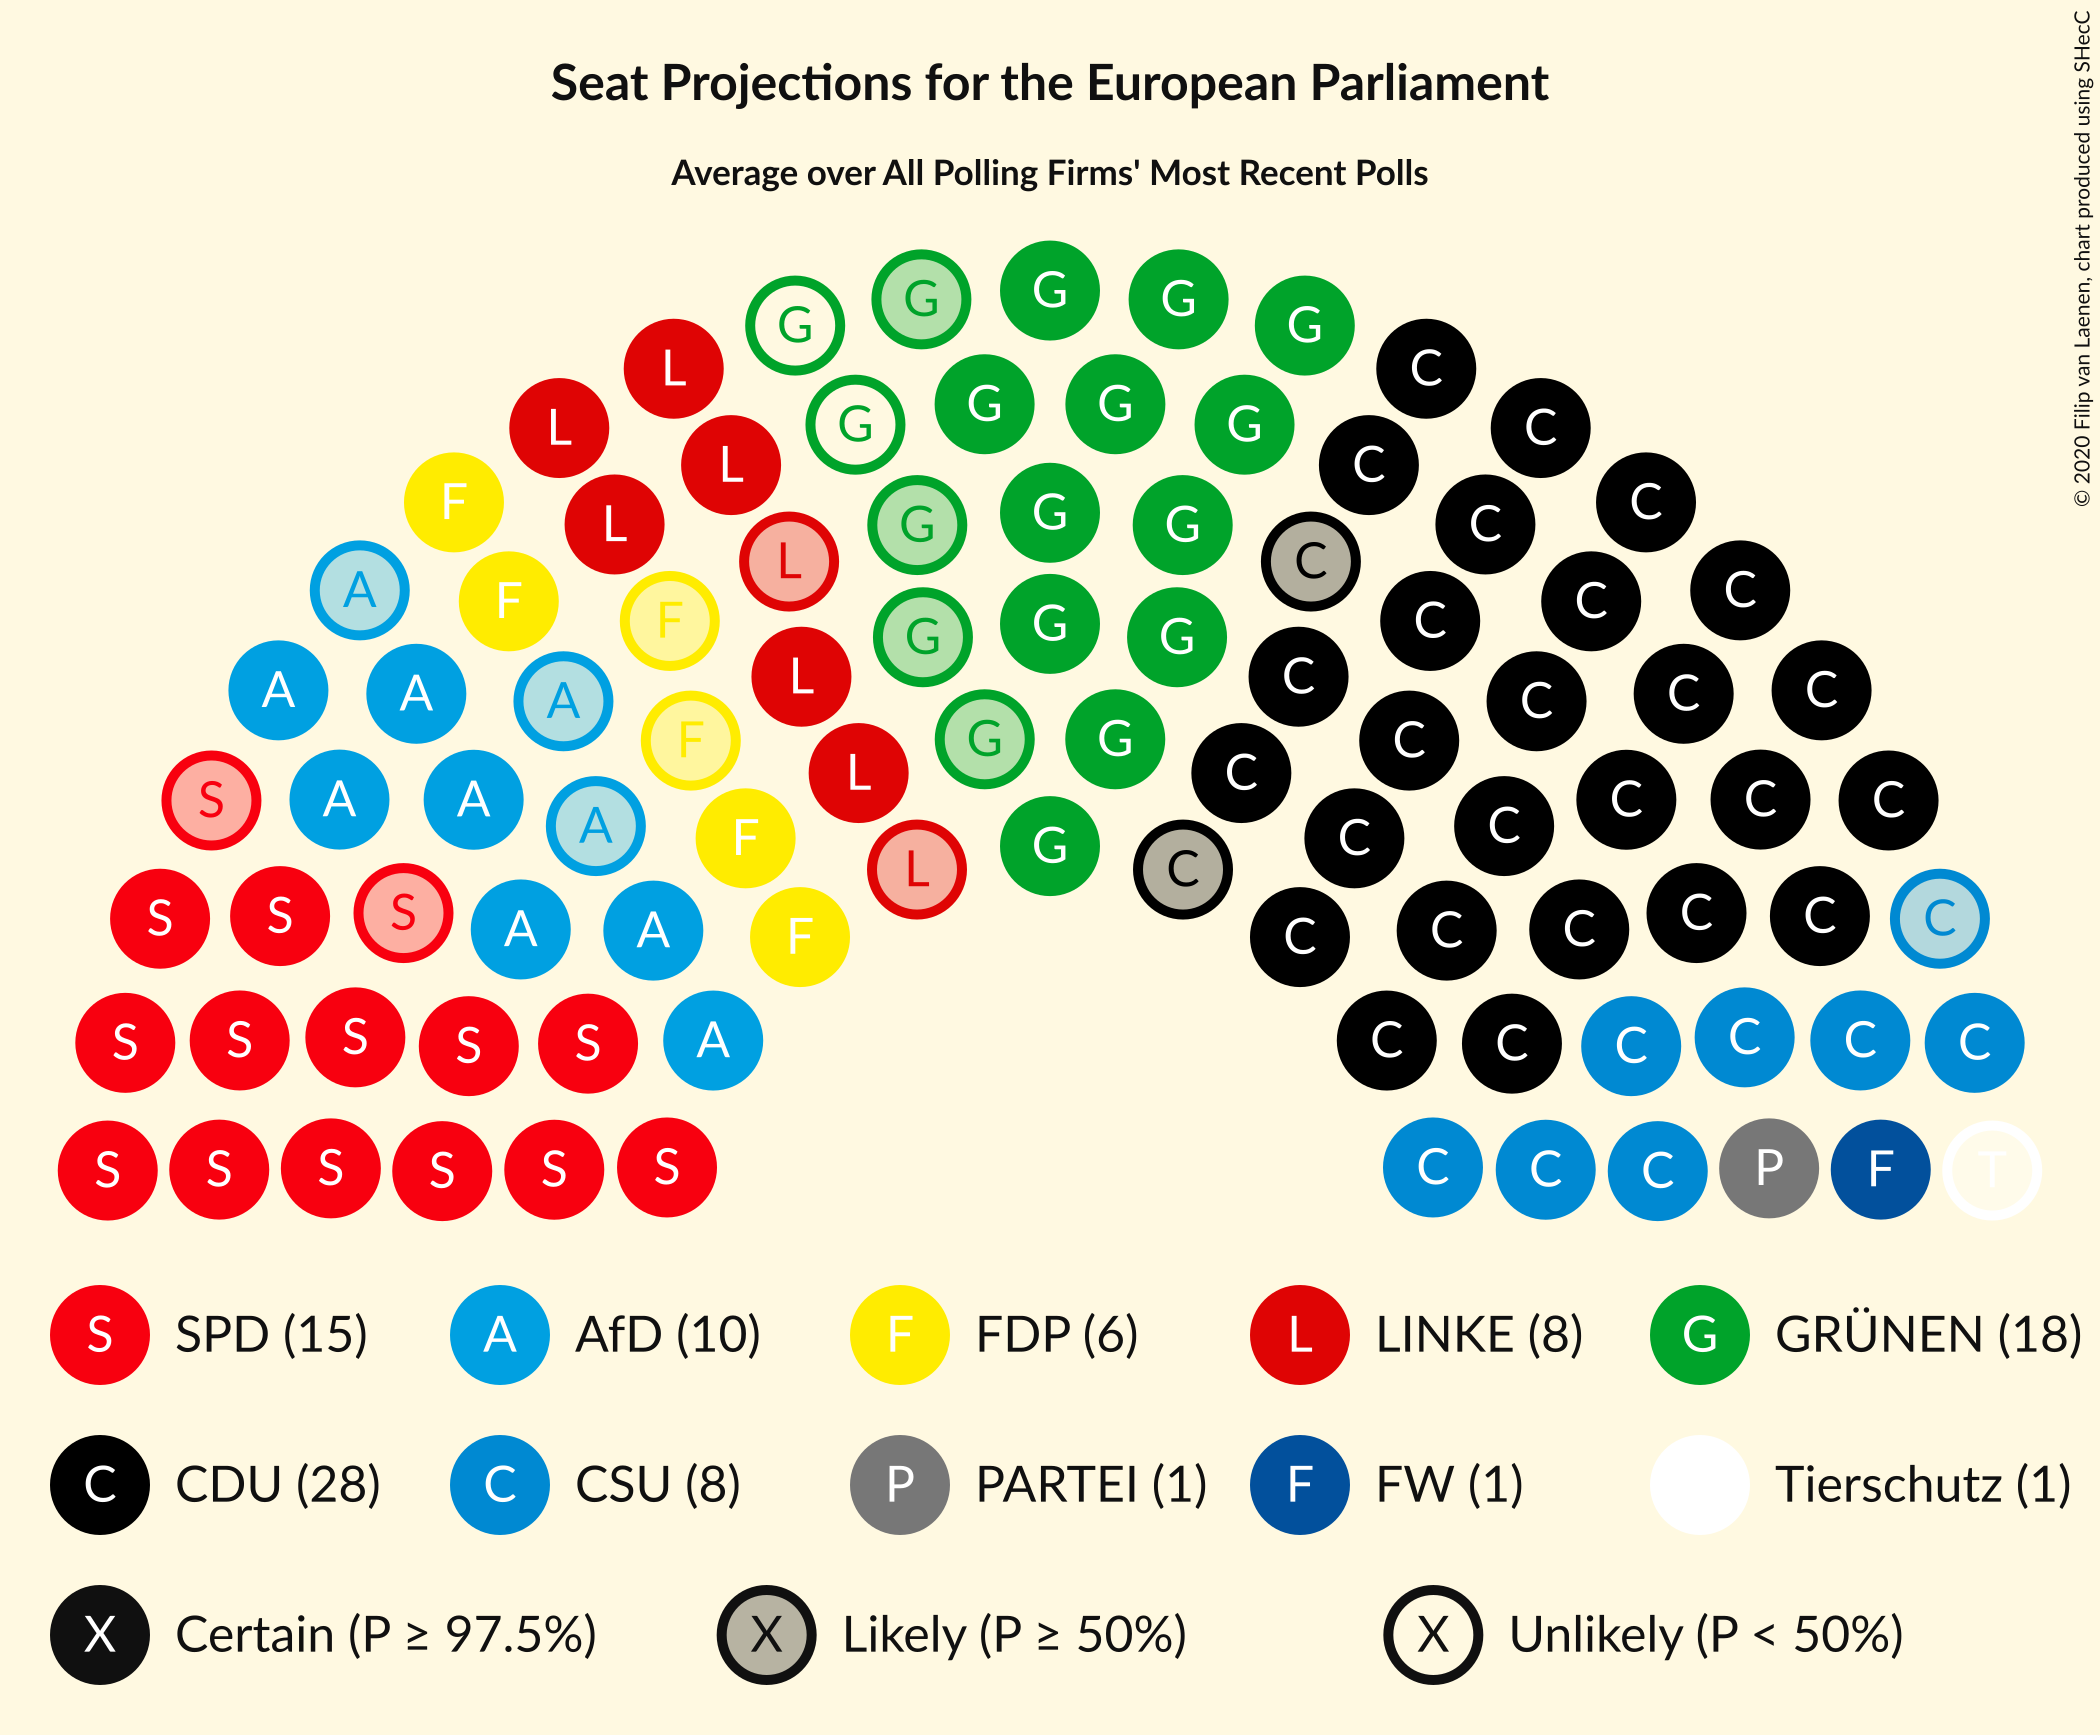 Seat Projections for the European Parliament
Average over All Polling Firms' Most Recent Polls
© 2020 Filip van Laenen, chart produced using SHecC
G G G G G
L C
G G G G
L C
L C
G G G
F C
L C
L C
A F F L G G G C C C C
A A A F L G G C C C C C
S A A A F L G C C C C C C
S S S A A F L G C C C C C C C
F C
S S S S S A C C C C C C
S S S S S S C C C P F T
S SPD (15) A AfD (10) F FDP (6) L LINKE (8) G GRÜNEN (18)
C CDU (28) C CSU (8) P PARTEI (1) F FW (1) Tierschutz (1)
X Certain (P ≥ 97.5%) X Likely (P ≥ 50%) X Unlikely (P < 50%)